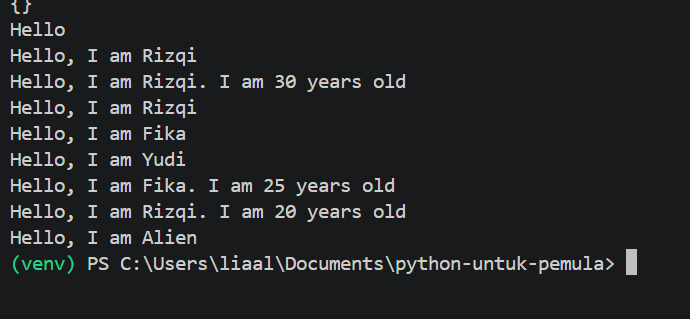 {}
Hello
Hello, I am Rizqi
Hello, I am Rizqi. I am 30 years old
Hello, I am Rizqi
Hello, I am Fika
Hello, I am Yudi
Hello, I am Fika. I am 25 years old
Hello, I am Rizqi. I am 20 years old
Hello, I am Alien
(venv) PS C:\Users\liaal\Documents\python-untuk-pemula>